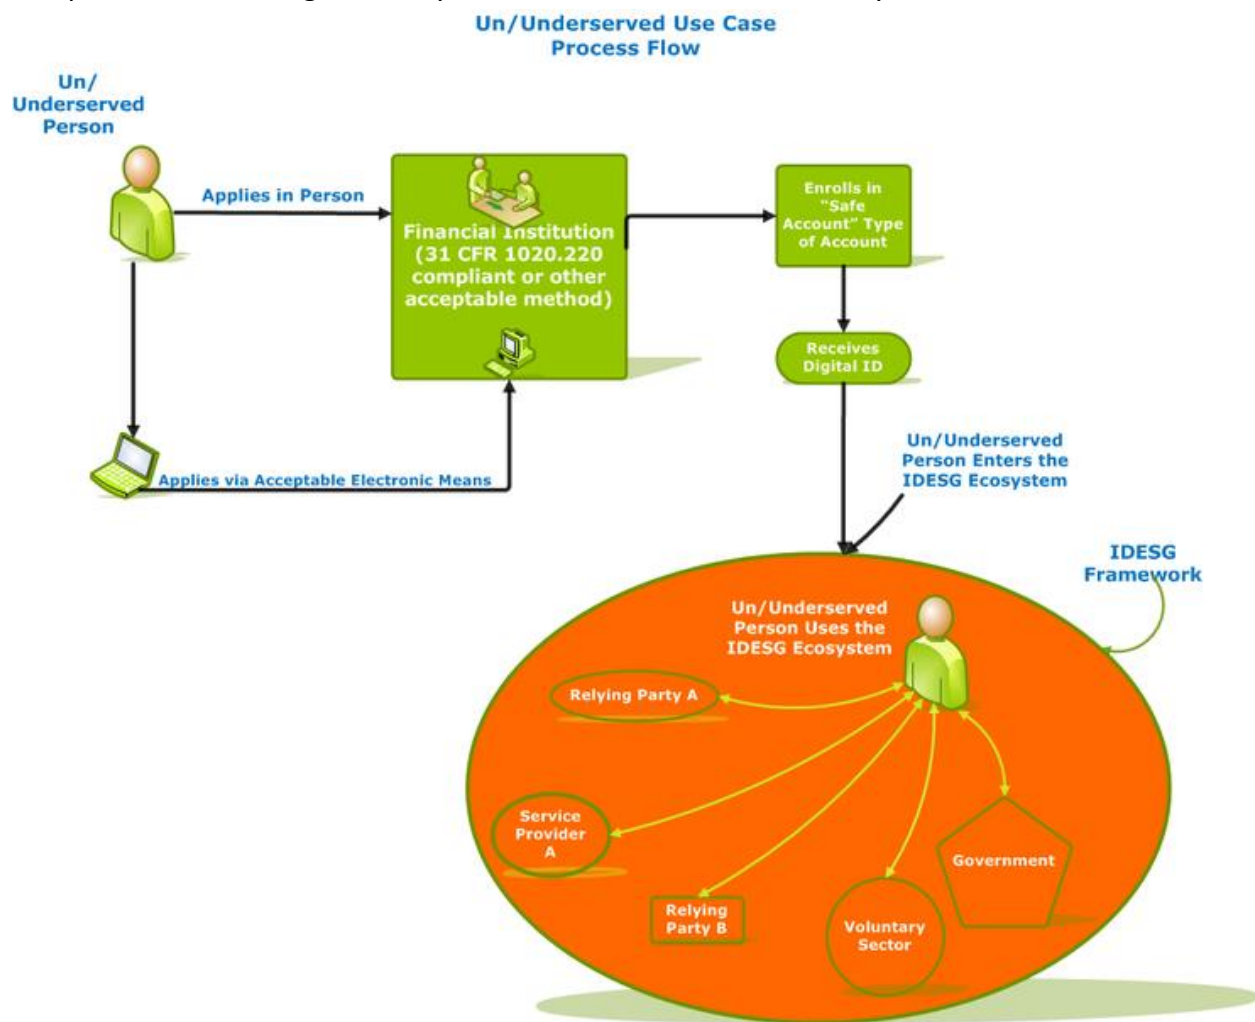 Un/Underserved Use Case
Process Flow
Un/
Underserved
Person
Applies in Person
Financial Institution
(31 CFR 1020.220
compliant or other
acceptable method)
Enrolls in
"Safe
Account" Type
of Account
Receives
Digital ID
Applies via Acceptable Electronic Means
Un/Underserved
Person Enters the
IDESG Ecosystem
IDESG
Framework
Un/Underserved
Person Uses the
IDESG Ecosystem
Relying Party A
Service
Provider
A
Relying
Party B
Voluntary
Sector
Government